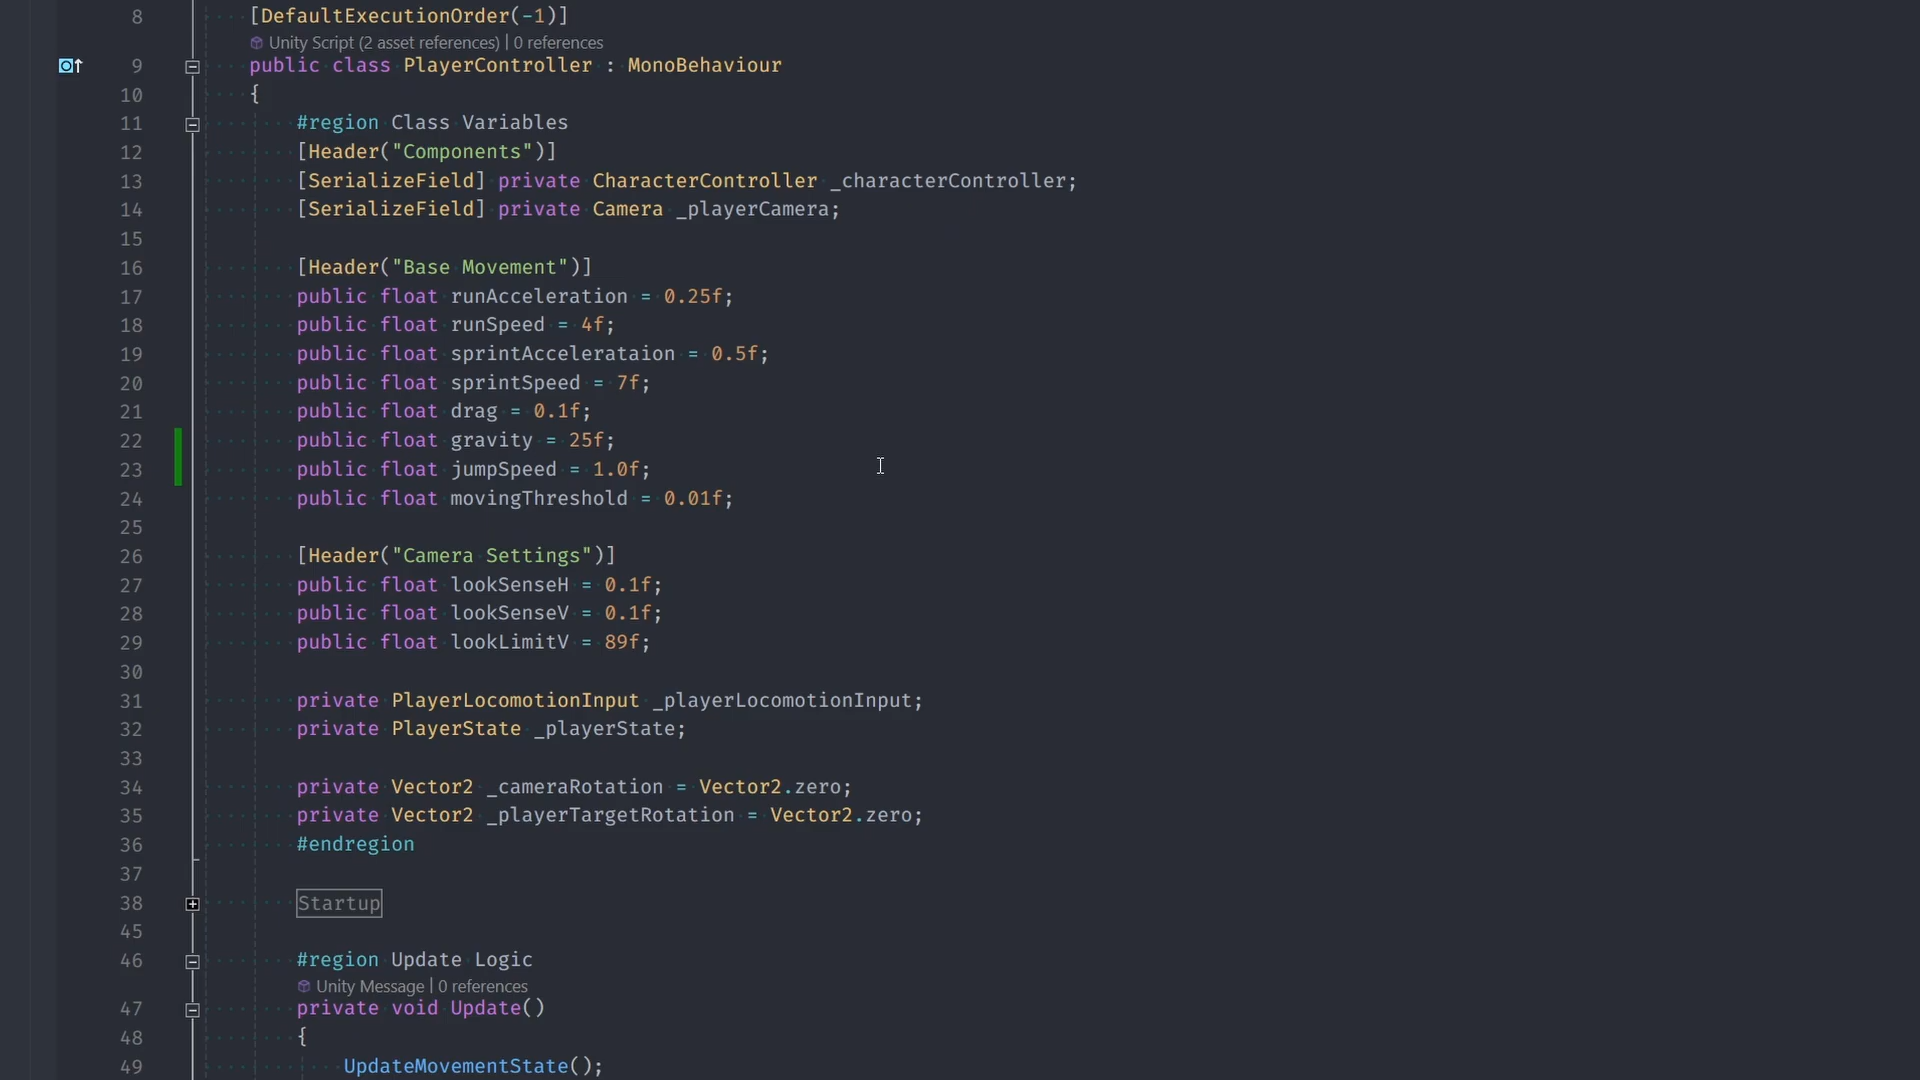 8 [DefaultExecutionOrder(-1)]
Unity Script (2 asset references) | 0 references
9 public class PlayerController : MonoBehaviour
10 {
11 #region Class Variables
12 [Header("Components")]
13 [SerializeField] private CharacterController _characterController;
14 [SerializeField] private Camera _playerCamera;
15
16 [Header("Base Movement")]
17 public float runAcceleration = 0.25f;
18 public float runSpeed = 4f;
19 public float sprintAccelerataion = 0.5f;
20 public float sprintSpeed = 7f;
21 public float drag = 0.1f;
22 public float gravity = 25f;
23 public float jumpSpeed = 1.0f;
24 public float movingThreshold = 0.01f;
25
26 [Header("Camera Settings")]
27 public float lookSenseH = 0.1f;
28 public float lookSenseV = 0.1f;
29 public float lookLimitV = 89f;
30
31 private PlayerLocomotionInput _playerLocomotionInput;
32 private PlayerState _playerState;
33
34 private Vector2 _cameraRotation = Vector2.zero;
35 private Vector2 _playerTargetRotation = Vector2.zero;
36 #endregion
37
38 Startup
45
46 #region Update Logic
Unity Message | 0 references
47 private void Update()
48 {
49 UpdateMovementState();